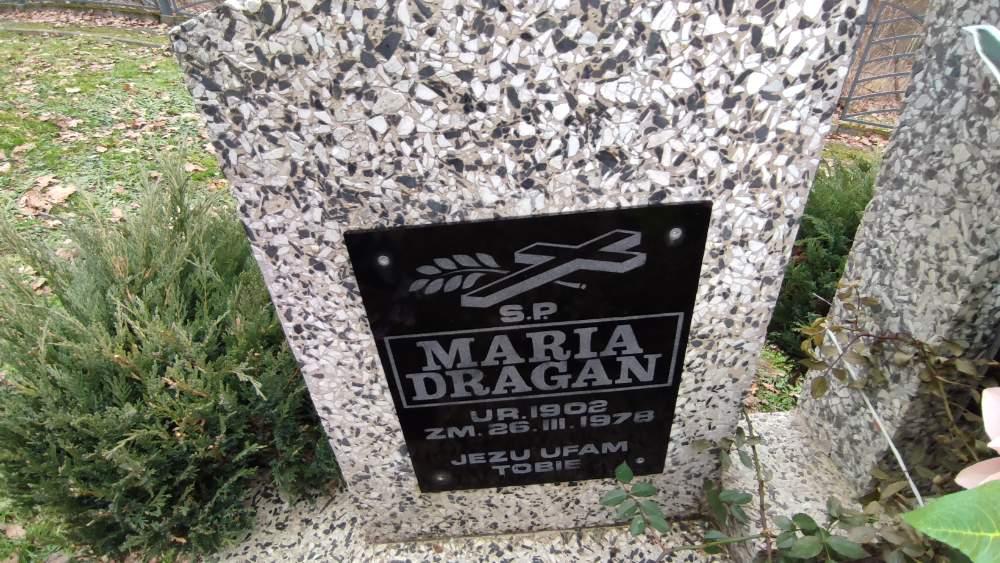 S.P.
MARIA
DRAGAN
UR. 1902
ZM. 26. III. 1978
JEZU UFAM
TOBIE